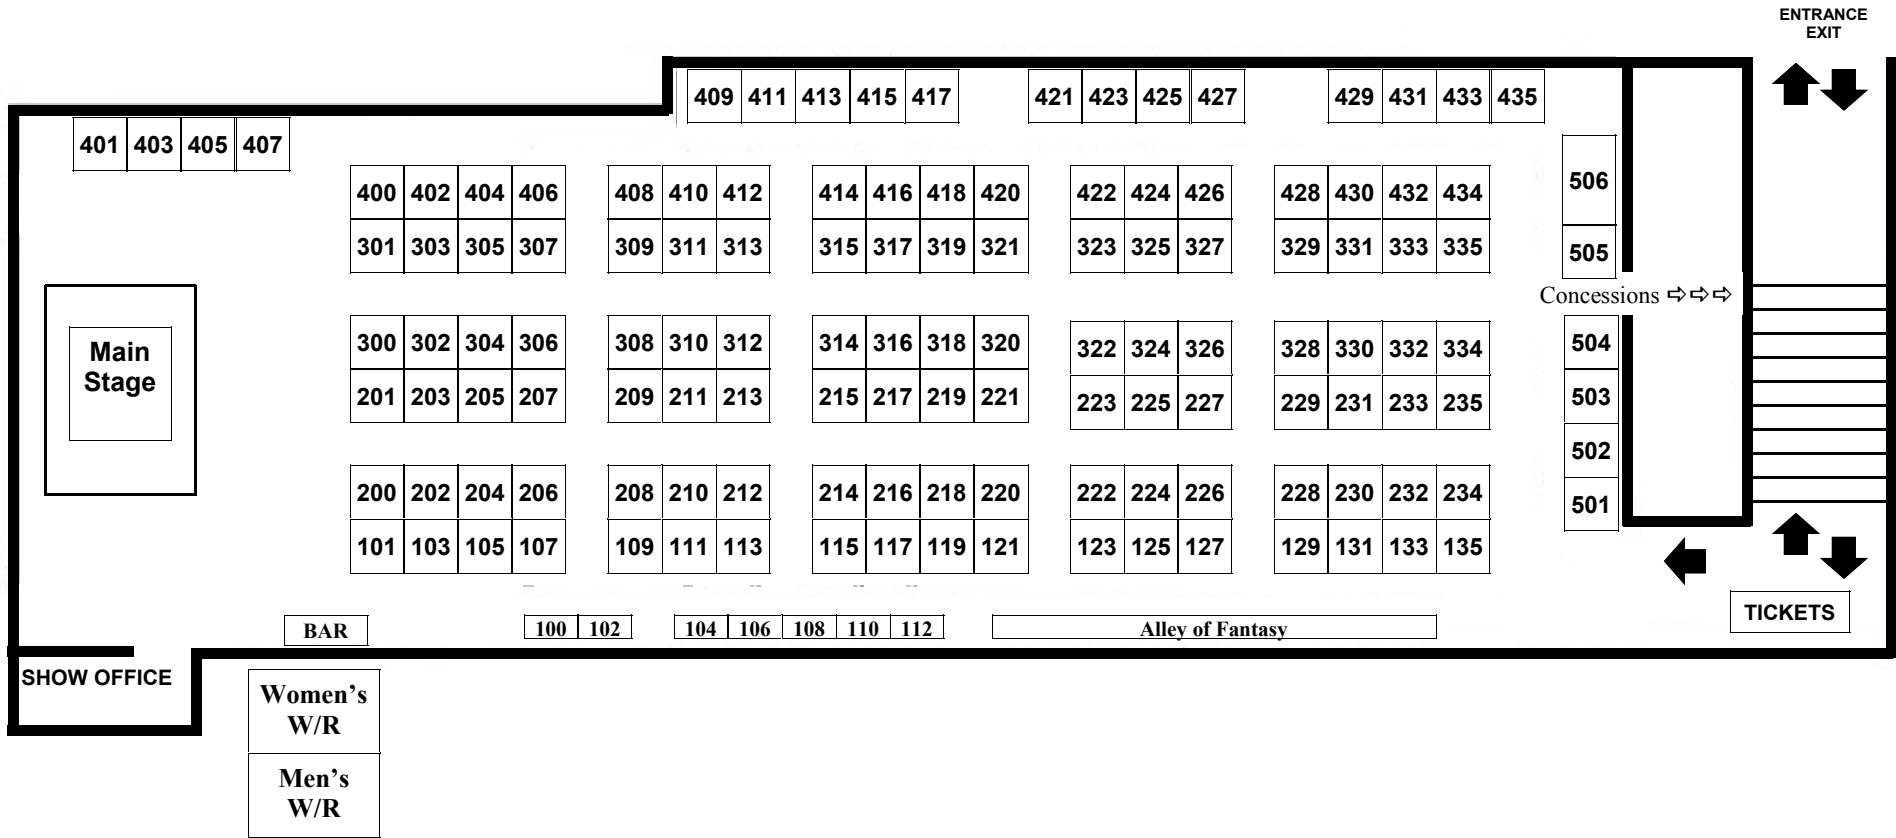 ENTRANCE
EXIT
409 411 413 415 417 421 423 425 427 429 431 433 435
401 403 405 407
506
400 402 404 406 408 410 412 414 416 418 420 422 424 426 428 430 432 434
301 303 305 307 309 311 313 315 317 319 321 323 325 327 329 331 333 335
505
Concessions ⇨⇨⇨
Main
Stage
300 302 304 306 308 310 312 314 316 318 320 322 324 326 328 330 332 334
504
201 203 205 207 209 211 213 215 217 219 221 223 225 227 229 231 233 235
503
502
200 202 204 206 208 210 212 214 216 218 220 222 224 226 228 230 232 234
501
101 103 105 107 109 111 113 115 117 119 121 123 125 127 129 131 133 135
TICKETS
BAR 100 102 104 106 108 110 112 Alley of Fantasy
SHOW OFFICE
Women's
W/R
Men's
W/R